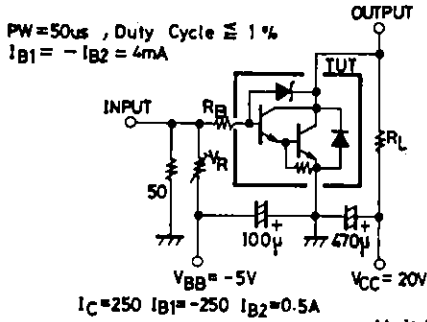 OUTPUT
PW=50us , Duty Cycle ≦ 1%
IB1= -IB2=4mA
TUT
INPUT
RB
VR
RL
50
100μ
+
470μ
+
VBB= -5V
VCC= 20V
IC=250 IB1=-250 IB2=0.5A